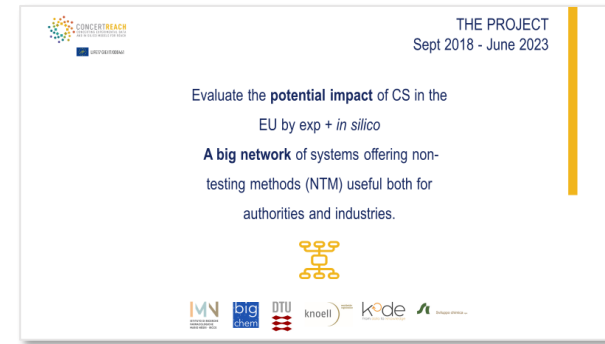 CONCERTREACH
THE PROJECT
Sept 2018 - June 2023
Evaluate the potential impact of CS in the
EU by exp + in silico
A big network of systems offering non-
testing methods (NTM) useful both for
authorities and industries.
big
chem
DTU
knoell
kode